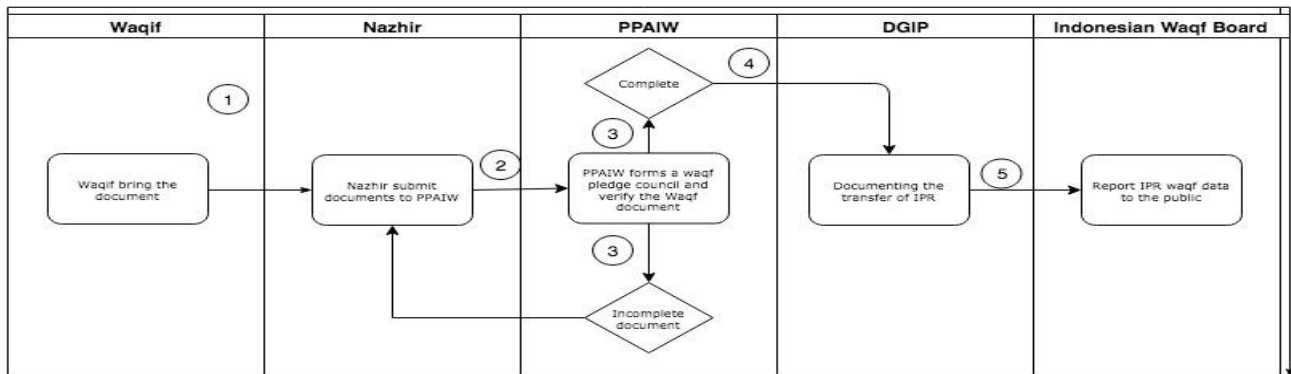 Waqif
Nazhir
PPAIW
DGIP
Indonesian Waqf Board
1
Waqif bring the
document
2
Nazhir submit
documents to PPAIW
3
Complete
4
PPAIW forms a waqf
pledge council and
verify the Waqf
document
3
Incomplete
document
Documenting the
transfer of IPR
5
Report IPR waqf data
to the public